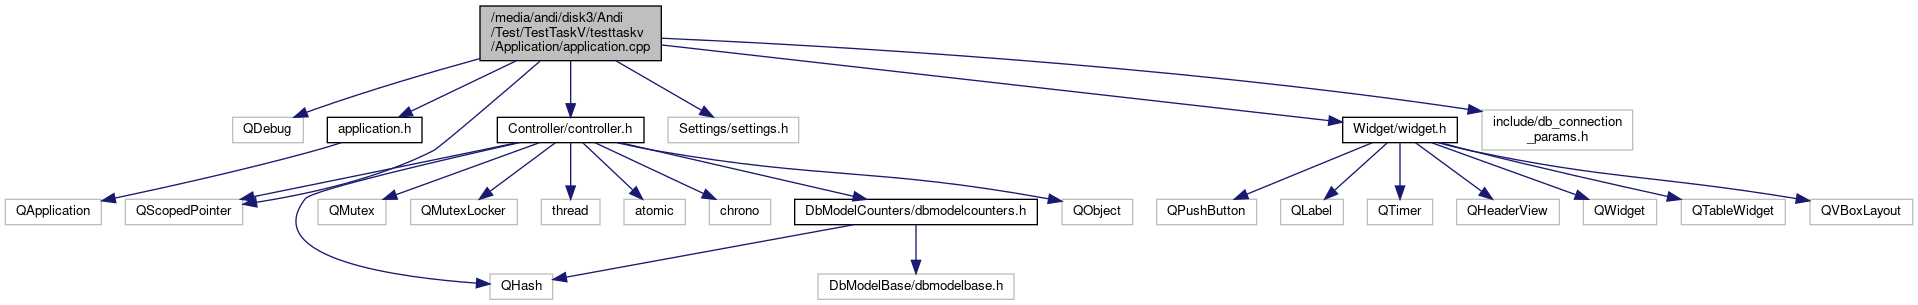 /media/andi/disk3/Andi
/Test/TestTaskV/testtaskv
/Application/application.cpp
QDebug
application.h
Controller/controller.h
Settings/settings.h
Widget/widget.h
include/db_connection
_params.h
QApplication
QScopedPointer
QMutex
QMutexLocker
thread
atomic
chrono
DbModelCounters/dbmodelcounters.h
QObject
QPushButton
QLabel
QTimer
QHeaderView
QWidget
QTableWidget
QVBoxLayout
QHash
DbModelBase/dbmodelbase.h